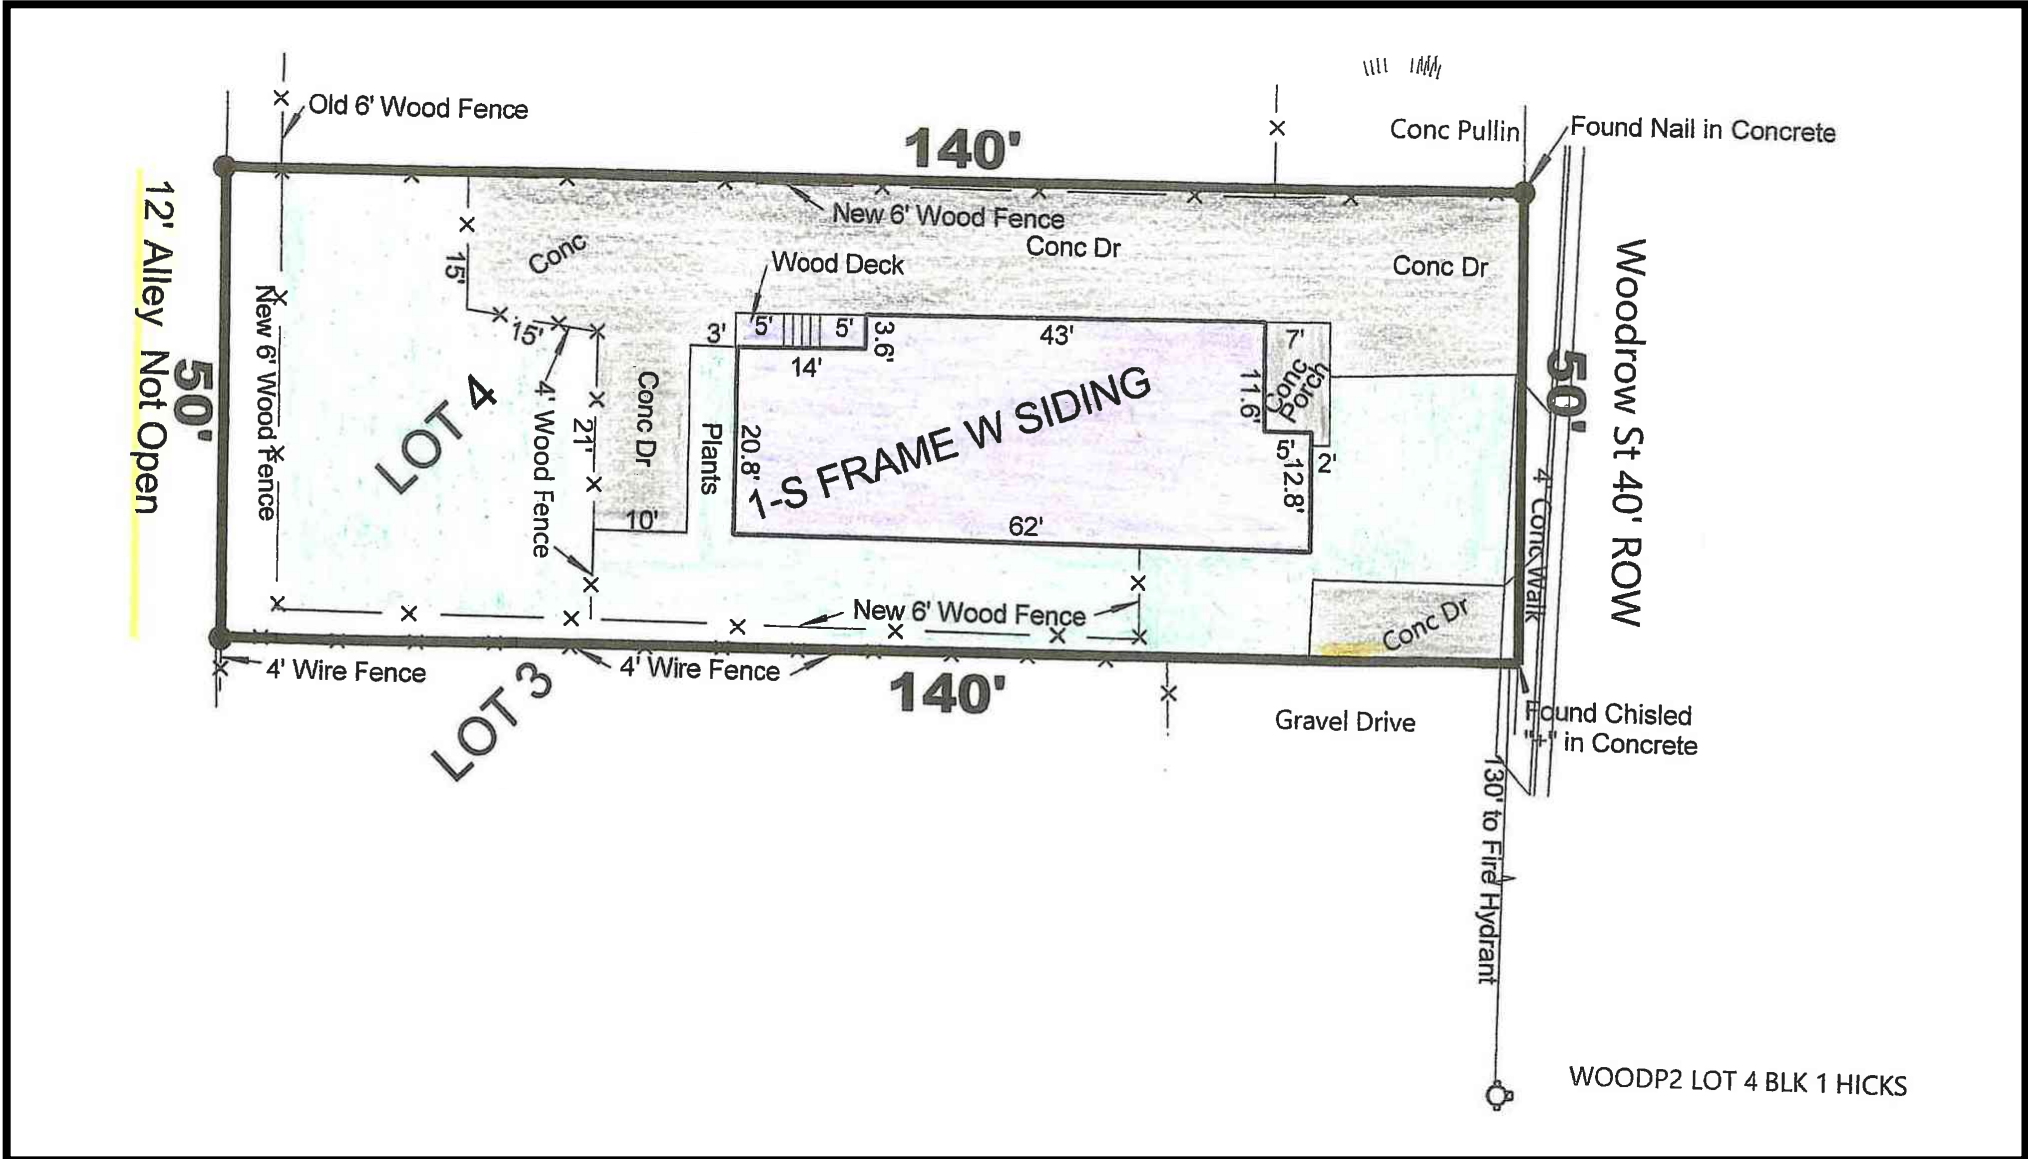 Old 6' Wood Fence
140'
Conc Pullin
Found Nail in Concrete
12' Alley Not Open
50'
New 6' Wood Fence
15'
Conc
New 6' Wood Fence
Conc Dr
Conc Dr
Wood Deck
15'
3'
5'
5'
3.6'
43'
7'
14'
Conc
Porch
11.6'
LOT 4
4' Wood Fence
21'
Conc Dr
Plants
20.8'
1-S FRAME W SIDING
5'
2'
12.8'
10'
62'
50'
Woodrow St 40' ROW
4' Conc Walk
New 6' Wood Fence
Conc Dr
4' Wire Fence
LOT 3
4' Wire Fence
140'
Gravel Drive
Found Chisled
"+" in Concrete
130' to Fire Hydrant
WOODP2 LOT 4 BLK 1 HICKS